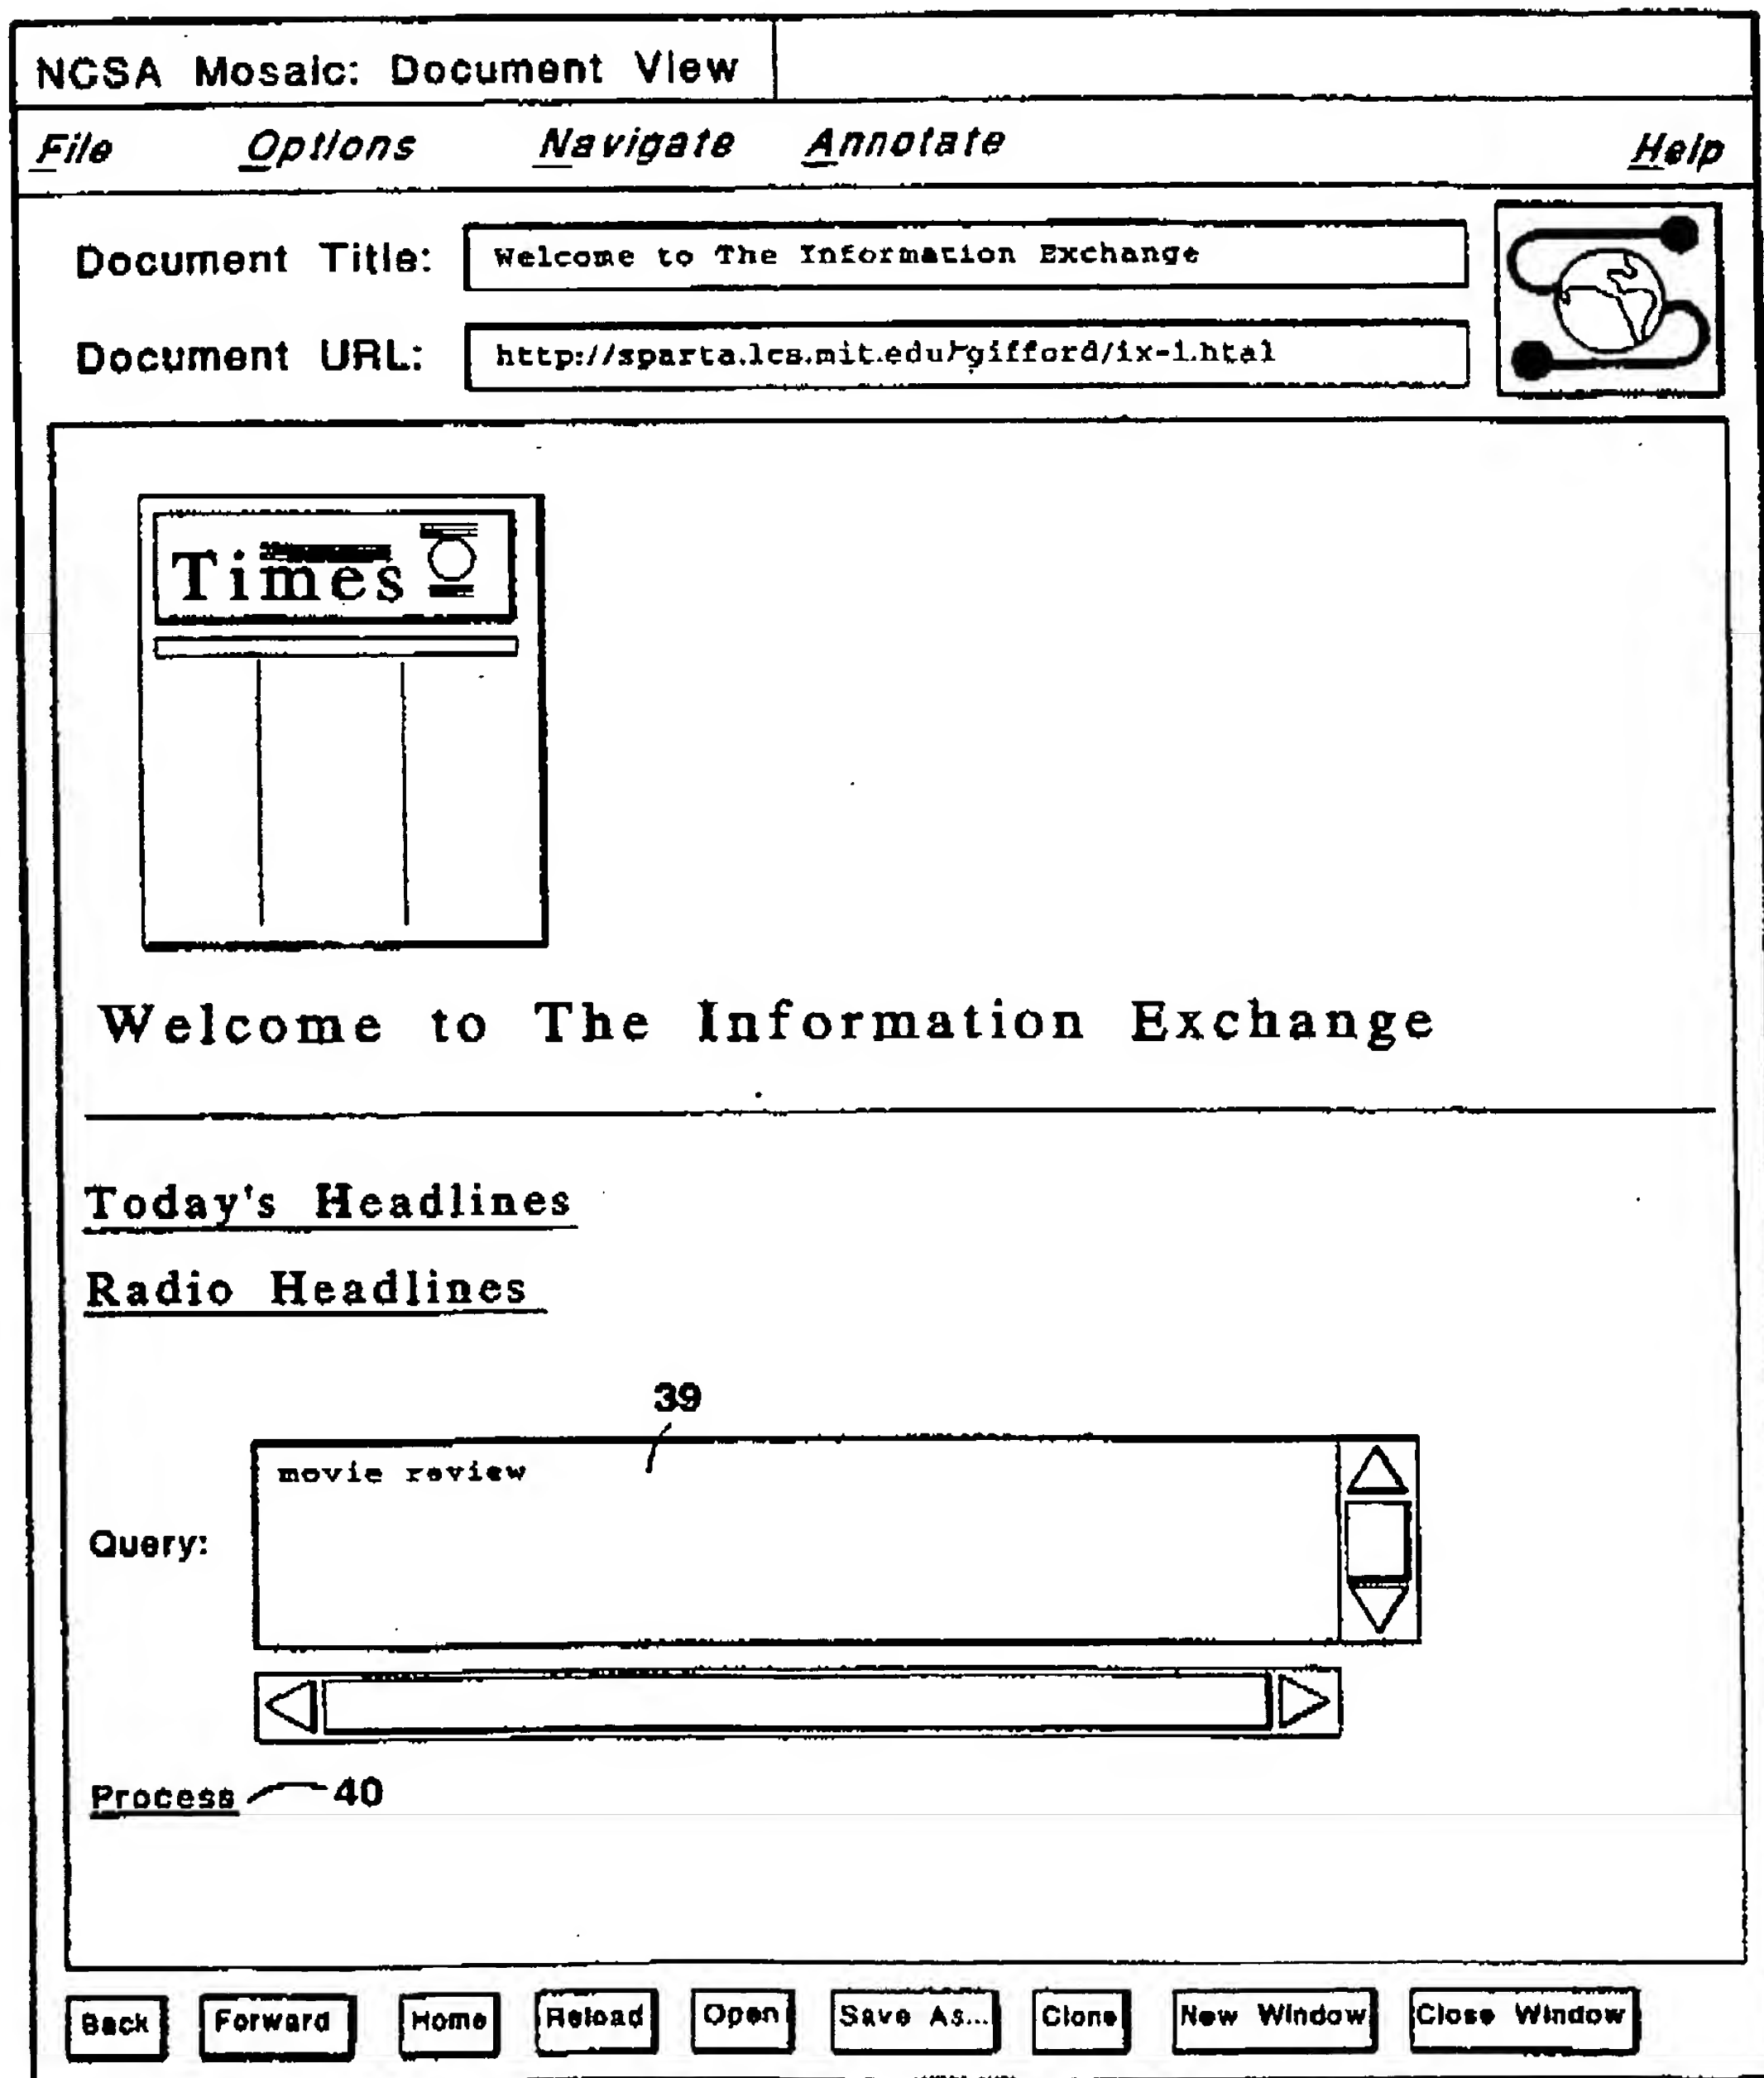 NCSA Mosaic: Document View
File Options Navigate Annotate Help
Document Title: Welcome to The Information Exchange
Document URL: http://sparta.lcs.mit.edu/~gifford/ix-1.html
Times
Welcome to The Information Exchange
Today's Headlines
Radio Headlines
39
movie review
Query:
Process 40
Back Forward Home Reload Open Save As... Clone New Window Close Window